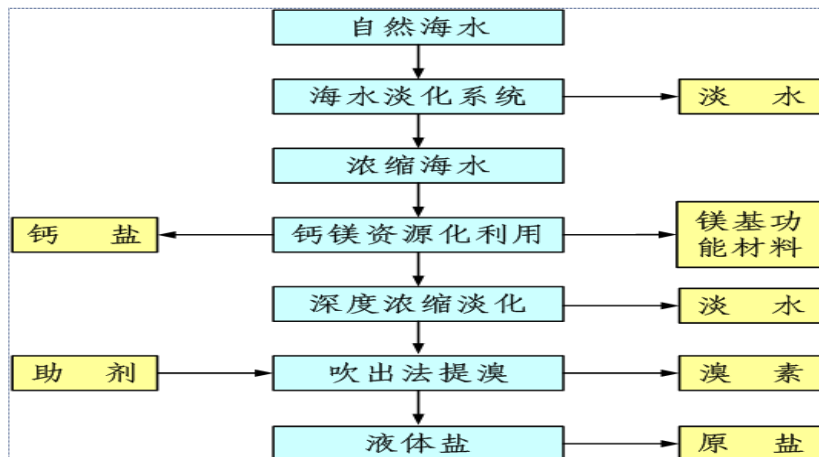 自然海水
海水淡化系统
淡 水
浓缩海水
钙 盐
钙镁资源化利用
镁基功
能材料
深度浓缩淡化
淡 水
助 剂
吹出法提溴
溴 素
液体盐
原 盐